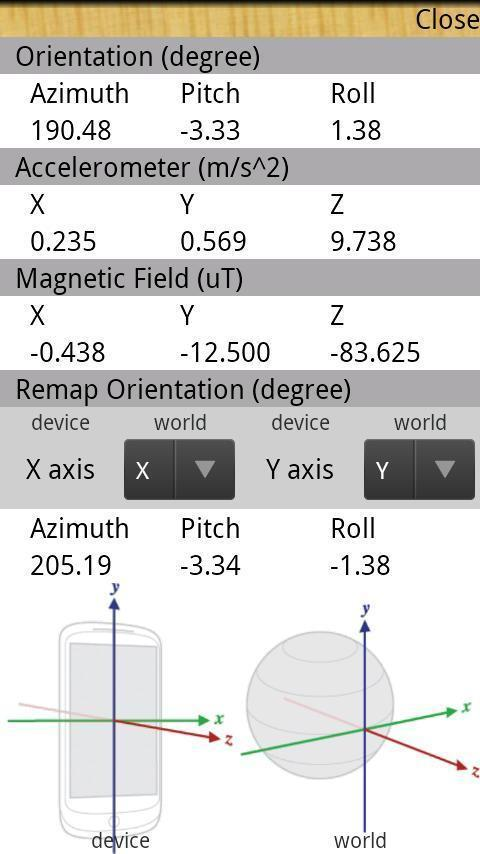 Close
Orientation (degree)
Azimuth Pitch Roll
190.48 -3.33 1.38
Accelerometer (m/s^2)
X Y Z
0.235 0.569 9.738
Magnetic Field (uT)
X Y Z
-0.438 -12.500 -83.625
Remap Orientation (degree)
device world device world
X axis X Y axis Y
Azimuth Pitch Roll
205.19 -3.34 -1.38
y y
x x
z z
device world